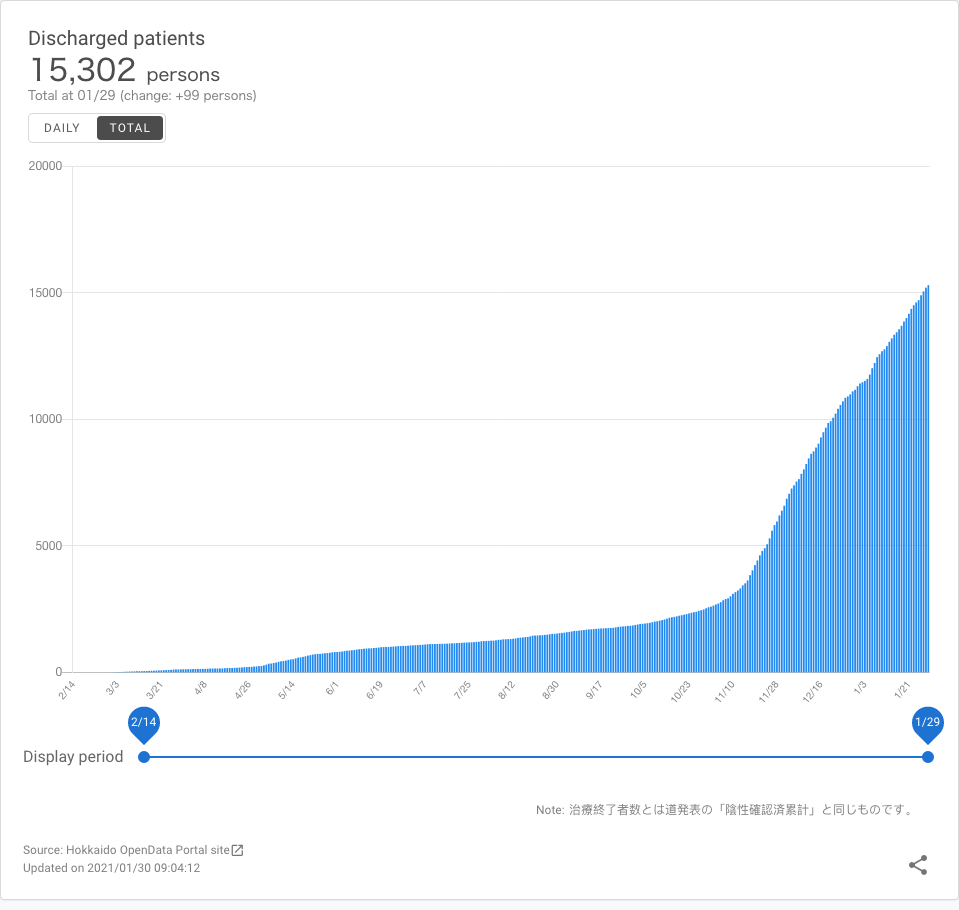 Discharged patients
15,302 persons
Total at 01/29 (change: +99 persons)
DAILY TOTAL
20000
15000
10000
5000
0
2/14 3/3 3/21 4/8 4/26 5/14 6/1 6/19 7/7 7/25 8/12 8/30 9/17 10/5 10/23 11/10 11/28 12/16 1/3 1/21
2/14 1/29
Display period
Note: 治療終了者数とは道発表の「陰性確認済累計」と同じものです。
Source: Hokkaido OpenData Portal site
Updated on 2021/01/30 09:04:12